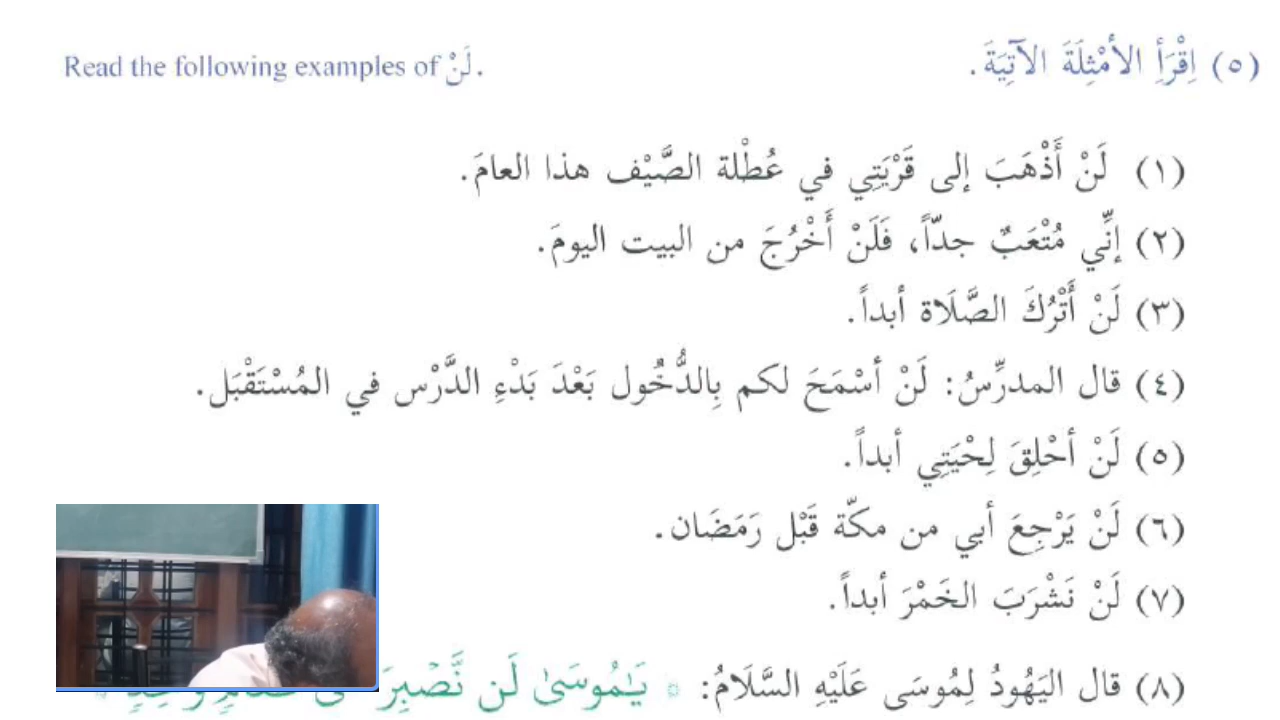 (٥) اِقْرَأِ الأَمْثِلَةَ الآتِيَةَ. Read the following examples of لَنْ.
(١) لَنْ أَذْهَبَ إلى قَرْيَتِي في عُطْلة الصَّيْف هذا العامَ.
(٢) إنِّي مُتْعَبٌ جدّاً، فَلَنْ أَخْرُجَ من البيت اليومَ.
(٣) لَنْ أَتْرُكَ الصَّلَاة أبداً.
(٤) قال المدرِّسُ: لَنْ أسْمَحَ لكم بِالدُّخُول بَعْدَ بَدْءِ الدَّرْس في المُسْتَقْبَل.
(٥) لَنْ أحْلِقَ لِحْيَتِي أبداً.
(٦) لَنْ يَرْجِعَ أبي من مكّة قَبْل رَمَضَان.
(٧) لَنْ نَشْرَبَ الخَمْرَ أبداً.
(٨) قال اليَهُودُ لِمُوسَى عَلَيْهِ السَّلَامُ: يَـٰمُوسَىٰ لَن نَّصْبِرَ